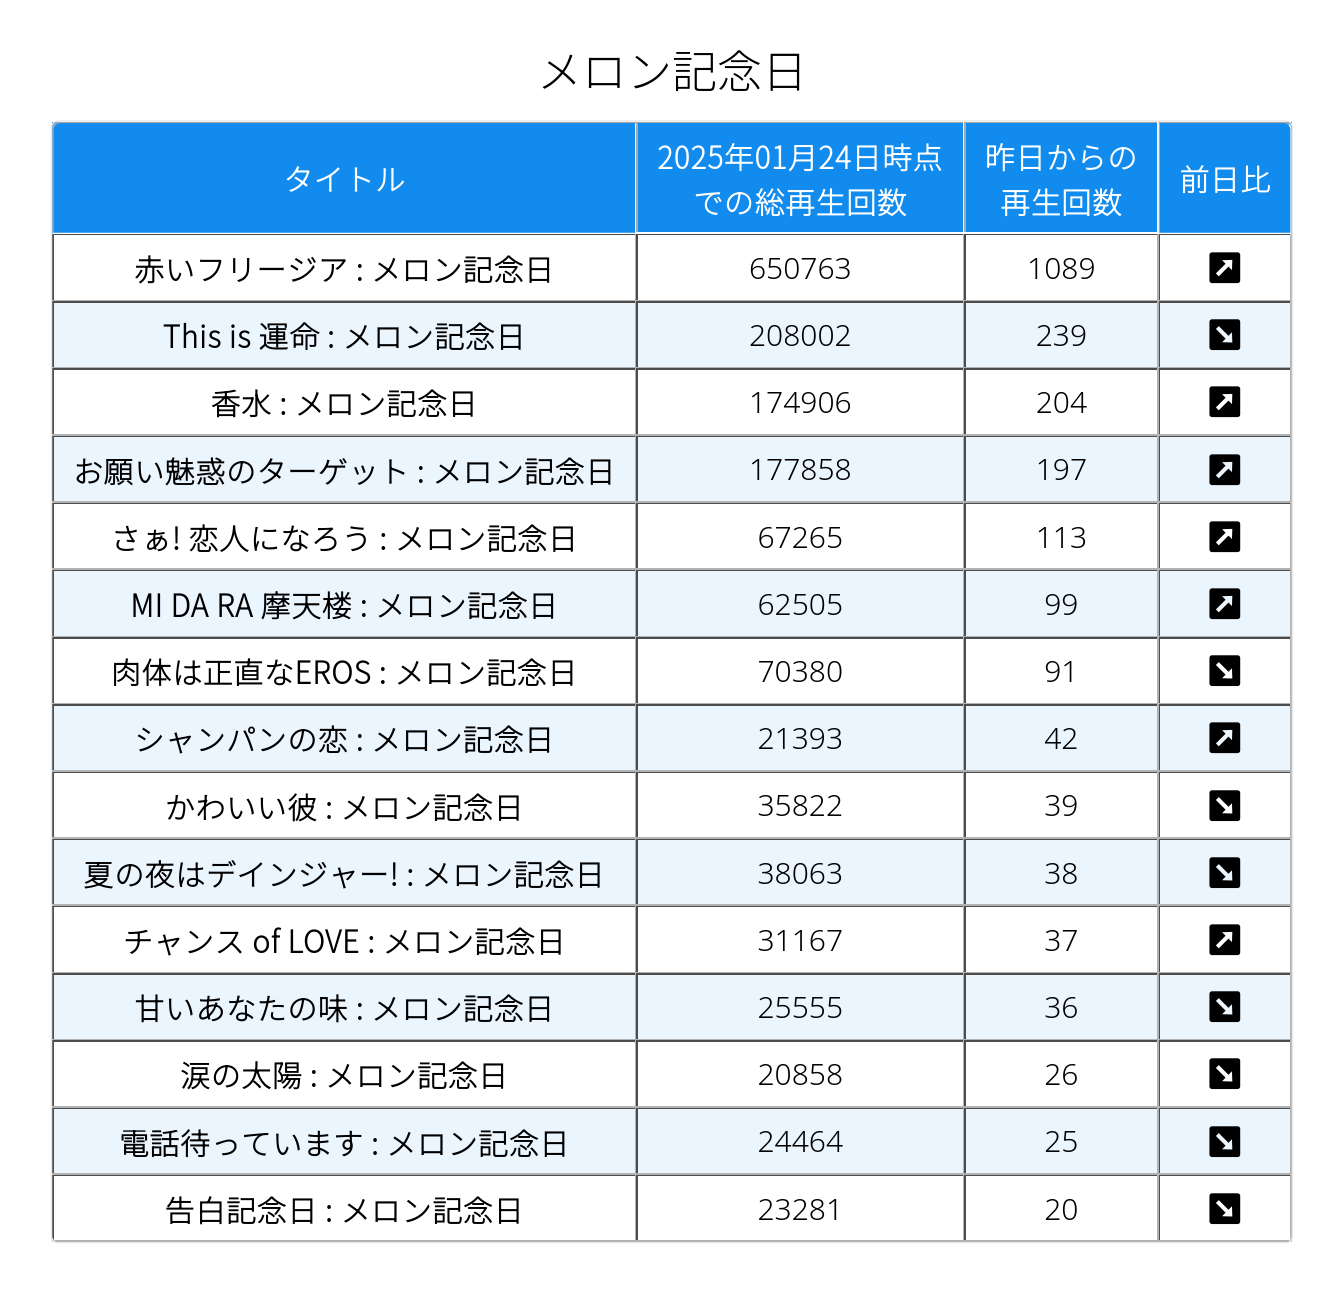 メロン記念日
タイトル
2025年01月24日時点
での総再生回数
昨日からの
再生回数
前日比
赤いフリージア : メロン記念日 650763 1089
This is 運命 : メロン記念日 208002 239
香水 : メロン記念日 174906 204
お願い魅惑のターゲット : メロン記念日 177858 197
さぁ! 恋人になろう : メロン記念日 67265 113
MI DA RA 摩天楼 : メロン記念日 62505 99
肉体は正直なEROS : メロン記念日 70380 91
シャンパンの恋 : メロン記念日 21393 42
かわいい彼 : メロン記念日 35822 39
夏の夜はデインジャー! : メロン記念日 38063 38
チャンス of LOVE : メロン記念日 31167 37
甘いあなたの味 : メロン記念日 25555 36
涙の太陽 : メロン記念日 20858 26
電話待っています : メロン記念日 24464 25
告白記念日 : メロン記念日 23281 20